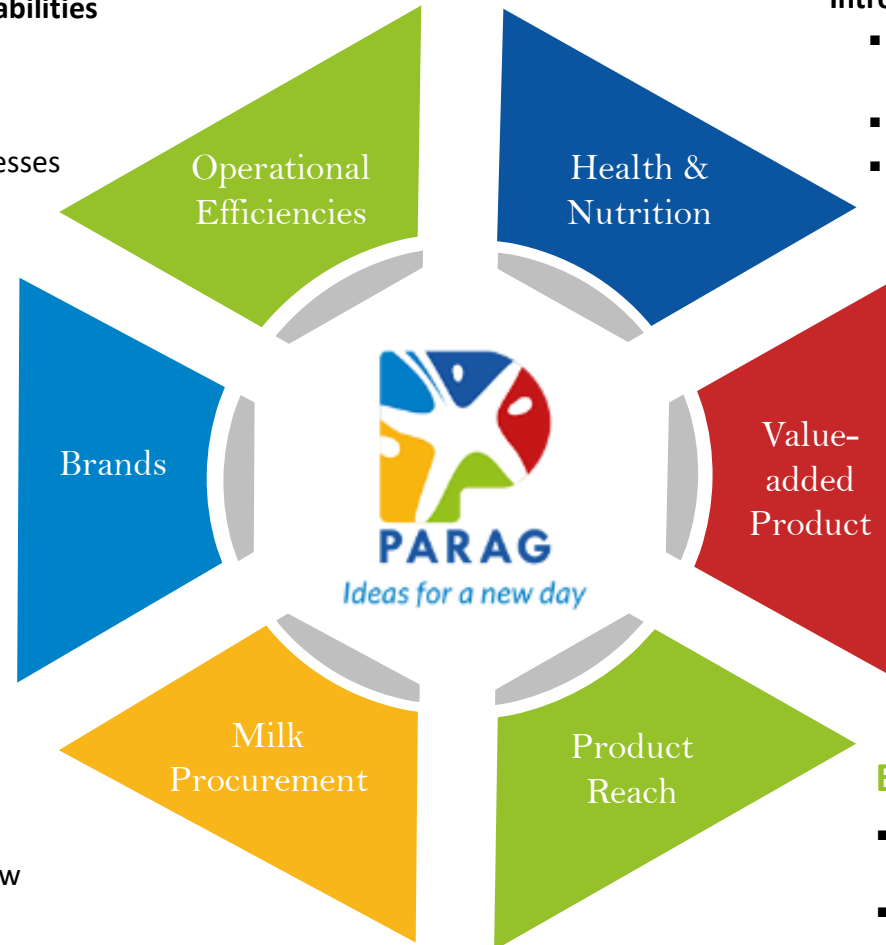 abilities
Intro
esses
Operational
Efficiencies
Health &
Nutrition
Brands
Value-
added
Product
PARAG
Ideas for a new day
Milk
Procurement
Product
Reach
E
w